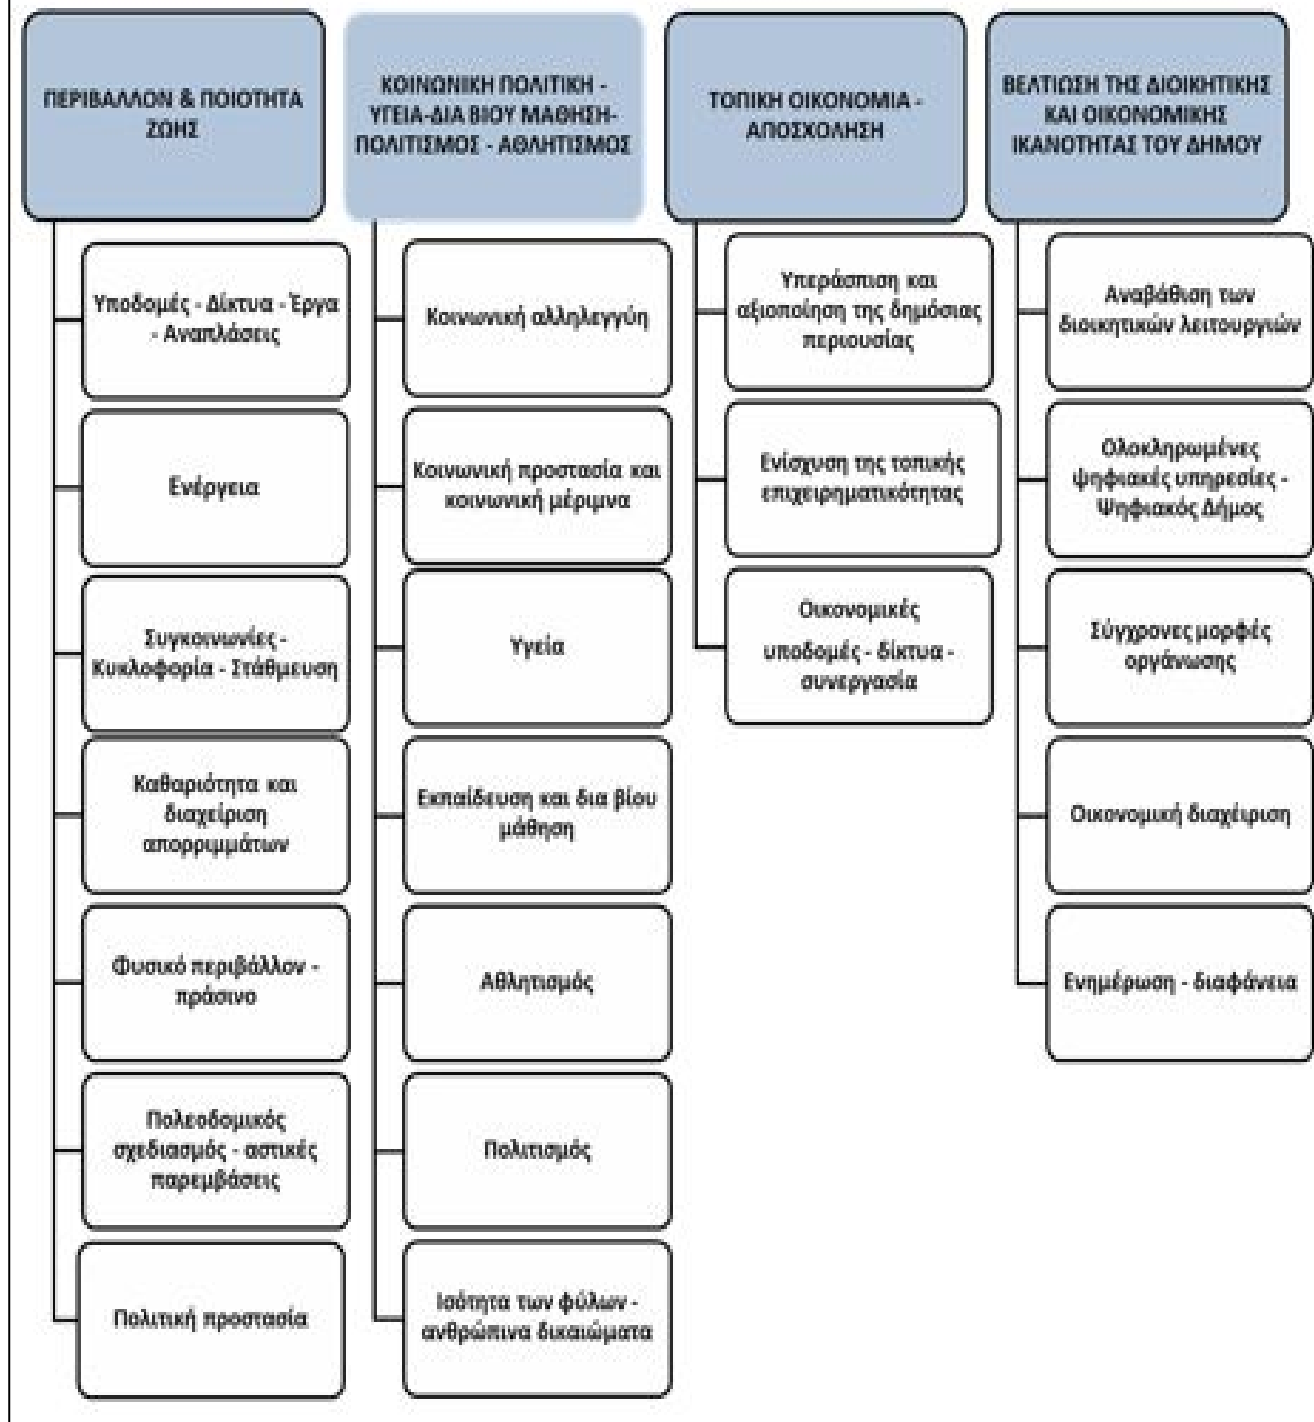 ΠΕΡΙΒΑΛΛΟΝ & ΠΟΙΟΤΗΤΑ
ΖΩΗΣ
Υποδομές - Δίκτυα - Έργα
- Αναπλάσεις
Ενέργεια
Συγκοινωνίες -
Κυκλοφορία - Στάθμευση
Καθαριότητα και
διαχείριση
απορριμμάτων
Φυσικό περιβάλλον -
πράσινο
Πολεοδομικός
σχεδιασμός - αστικές
παρεμβάσεις
Πολιτική προστασία
ΚΟΙΝΩΝΙΚΗ ΠΟΛΙΤΙΚΗ -
ΥΓΕΙΑ-ΔΙΑ ΒΙΟΥ ΜΑΘΗΣΗ-
ΠΟΛΙΤΙΣΜΟΣ - ΑΘΛΗΤΙΣΜΟΣ
Κοινωνική αλληλεγγύη
Κοινωνική προστασία και
κοινωνική μέριμνα
Υγεία
Εκπαίδευση και δια βίου
μάθηση
Αθλητισμός
Πολιτισμός
Ισότητα των φύλων -
ανθρώπινα δικαιώματα
ΤΟΠΙΚΗ ΟΙΚΟΝΟΜΙΑ -
ΑΠΟΣΧΟΛΗΣΗ
Υπεράσπιση και
αξιοποίηση της δημόσιας
περιουσίας
Ενίσχυση της τοπικής
επιχειρηματικότητας
Οικονομικές
υποδομές - δίκτυα -
συνεργασία
ΒΕΛΤΙΩΣΗ ΤΗΣ ΔΙΟΙΚΗΤΙΚΗΣ
ΚΑΙ ΟΙΚΟΝΟΜΙΚΗΣ
ΙΚΑΝΟΤΗΤΑΣ ΤΟΥ ΔΗΜΟΥ
Αναβάθιση των
διοικητικών λειτουργιών
Ολοκληρωμένες
ψηφιακές υπηρεσίες -
Ψηφιακός Δήμος
Σύγχρονες μορφές
οργάνωσης
Οικονομική διαχέιριση
Ενημέρωση - διαφάνεια